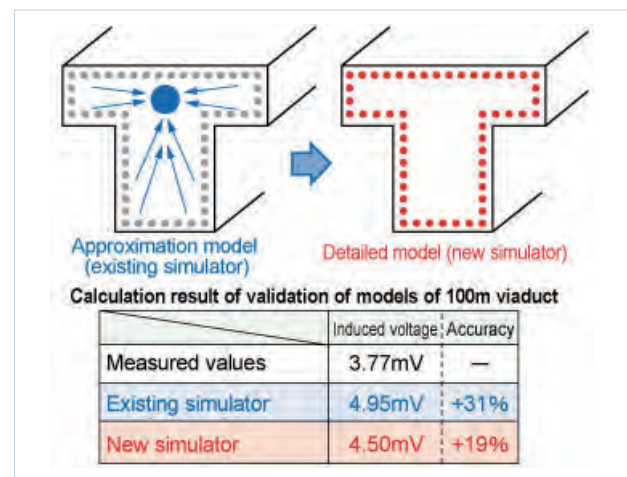 Approximation model
(existing simulator)
Detailed model (new simulator)
Calculation result of validation of models of 100m viaduct
Induced voltage Accuracy
Measured values 3.77mV —
Existing simulator 4.95mV +31%
New simulator 4.50mV +19%